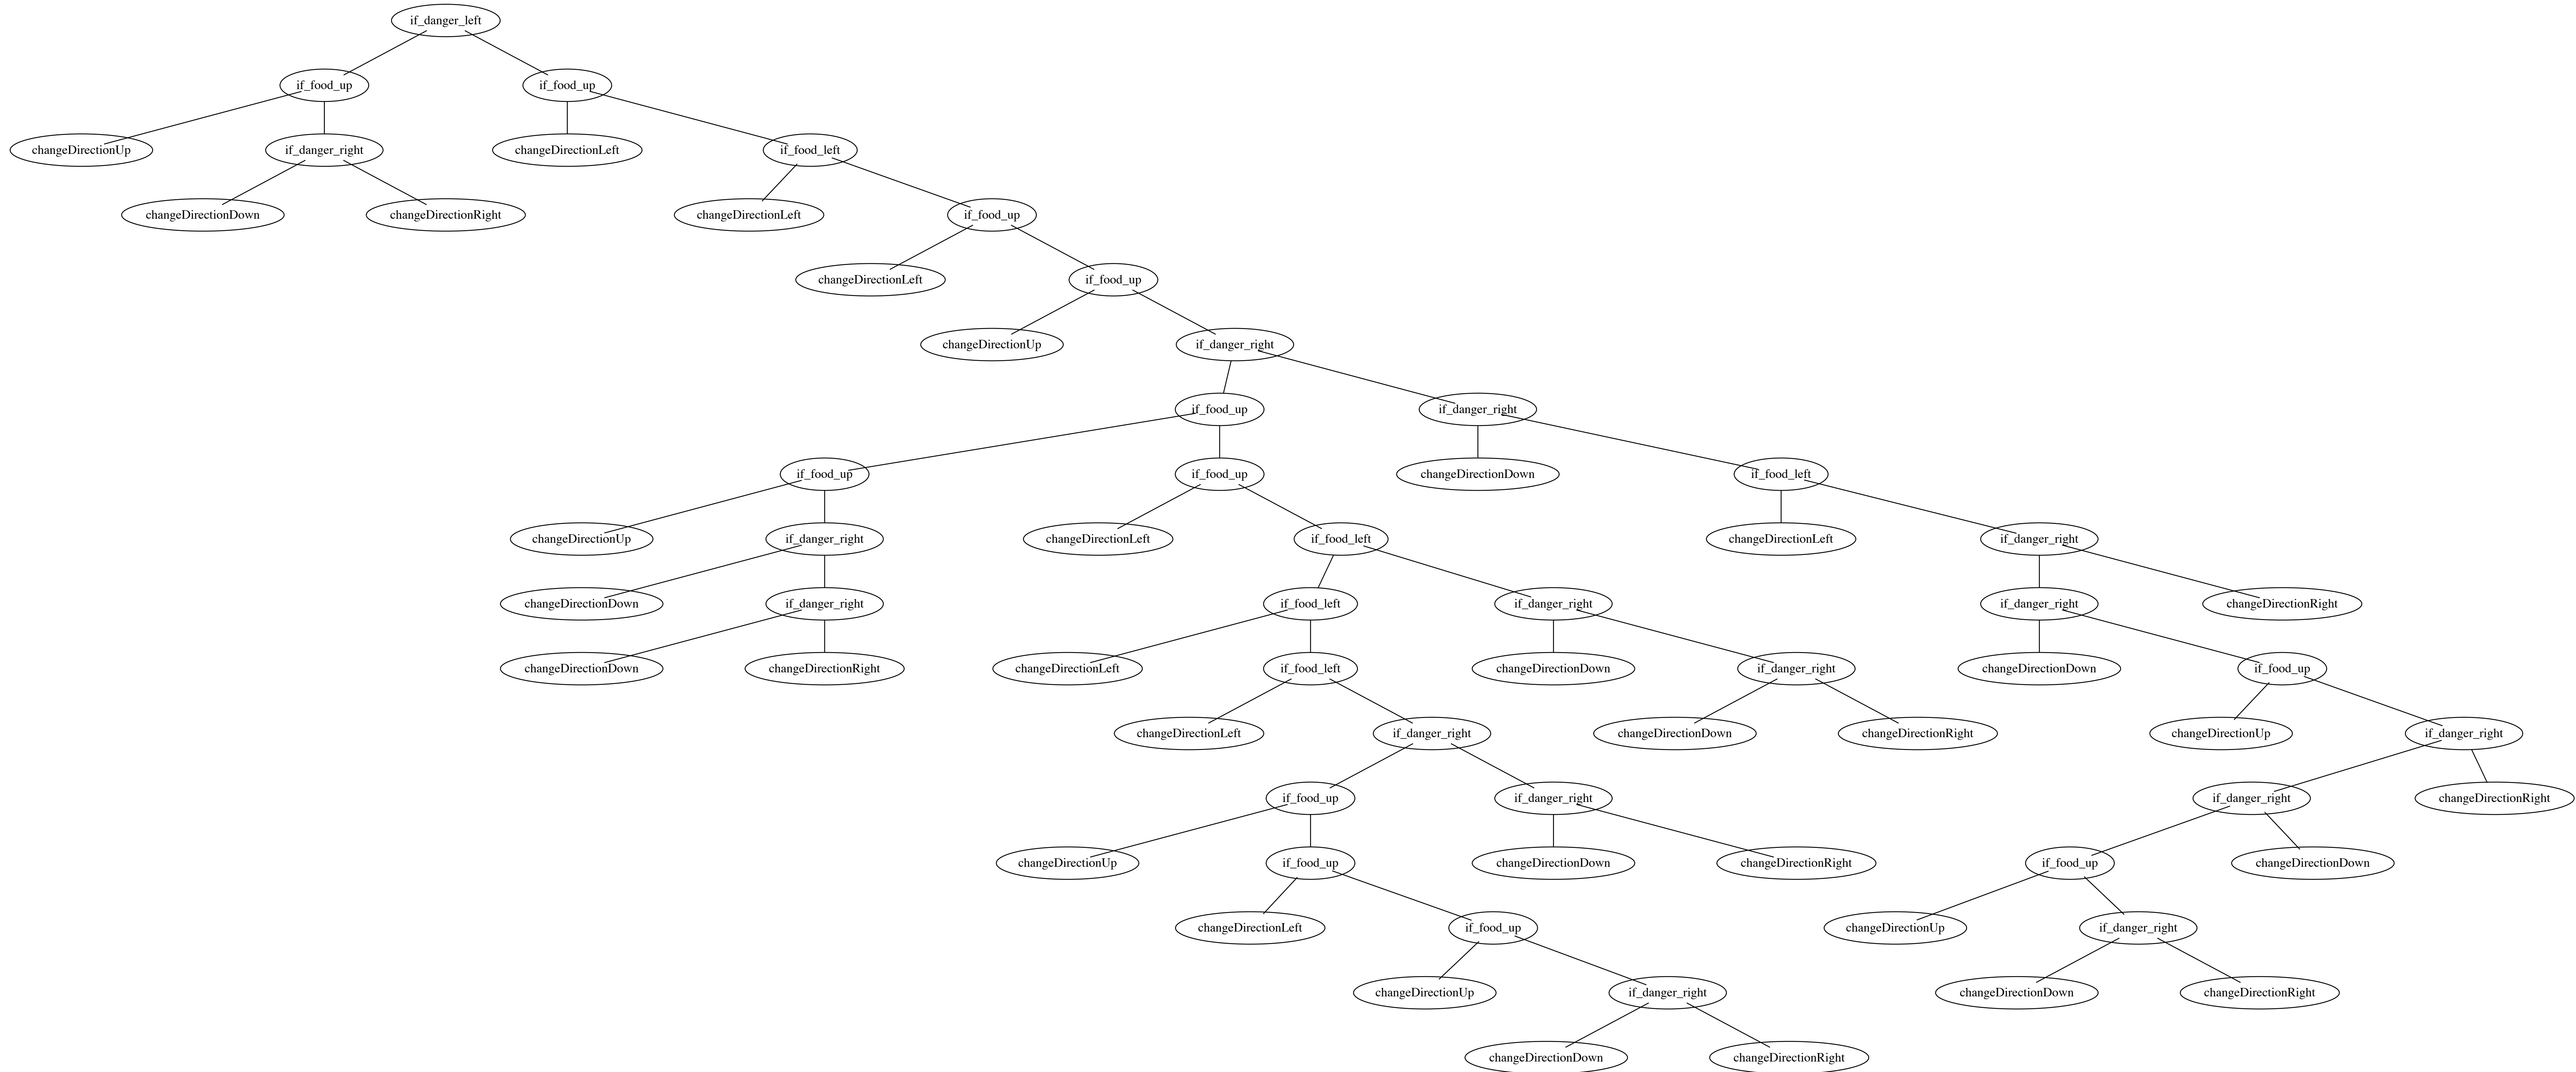 if_danger_left
if_food_up
if_food_up
changeDirectionUp
if_danger_right
changeDirectionLeft
if_food_left
changeDirectionDown
changeDirectionRight
changeDirectionLeft
if_food_up
changeDirectionLeft
if_food_up
changeDirectionUp
if_danger_right
if_food_up
if_danger_right
if_food_up
if_food_up
changeDirectionDown
if_food_left
changeDirectionUp
if_danger_right
changeDirectionLeft
if_food_left
changeDirectionLeft
if_danger_right
changeDirectionDown
if_danger_right
if_food_left
if_danger_right
if_danger_right
changeDirectionRight
changeDirectionDown
changeDirectionRight
changeDirectionLeft
if_food_left
changeDirectionDown
if_danger_right
changeDirectionDown
if_food_up
changeDirectionLeft
if_danger_right
changeDirectionDown
changeDirectionRight
changeDirectionUp
if_danger_right
if_food_up
if_danger_right
if_danger_right
changeDirectionRight
changeDirectionUp
if_food_up
changeDirectionDown
changeDirectionRight
if_food_up
changeDirectionDown
changeDirectionLeft
if_food_up
changeDirectionUp
if_danger_right
changeDirectionUp
if_danger_right
changeDirectionDown
changeDirectionRight
changeDirectionDown
changeDirectionRight